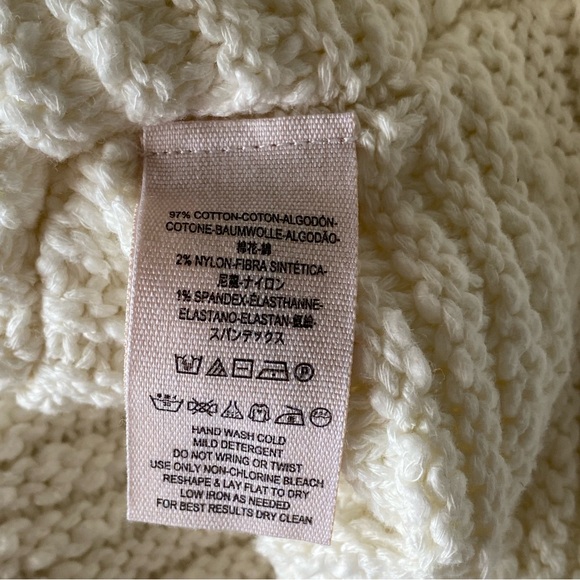 97% COTTON-COTON-ALGODÓN-
COTONE-BAUMWOLLE-ALGODÃO-
棉花-綿
2% NYLON-FIBRA SINTÉTICA-
尼龍-ナイロン
1% SPANDEX-ÉLASTHANNE-
ELASTANO-ELASTAN-氨綸-
スパンデックス
HAND WASH COLD
MILD DETERGENT
DO NOT WRING OR TWIST
USE ONLY NON-CHLORINE BLEACH
RESHAPE & LAY FLAT TO DRY
LOW IRON AS NEEDED
FOR BEST RESULTS DRY CLEAN